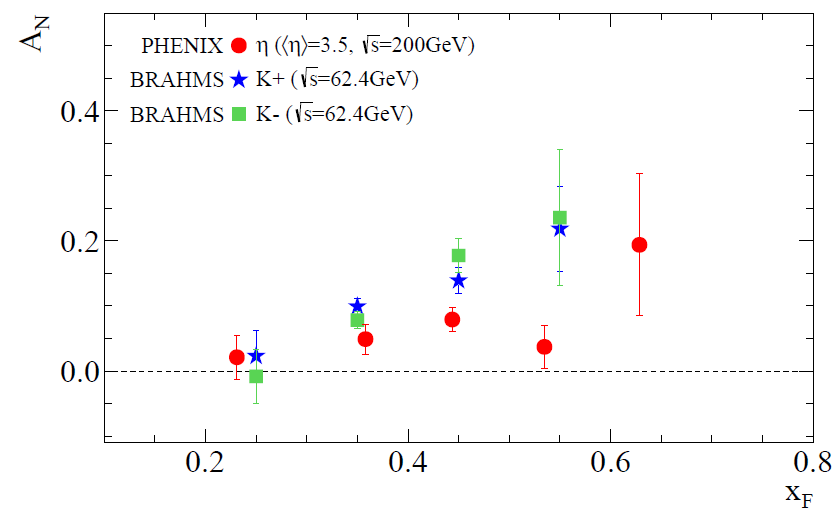 A_N
PHENIX η (⟨η⟩=3.5, √s=200GeV)
BRAHMS K+ (√s=62.4GeV)
BRAHMS K- (√s=62.4GeV)
0.4
0.2
0.0
0.2 0.4 0.6 0.8
x_F